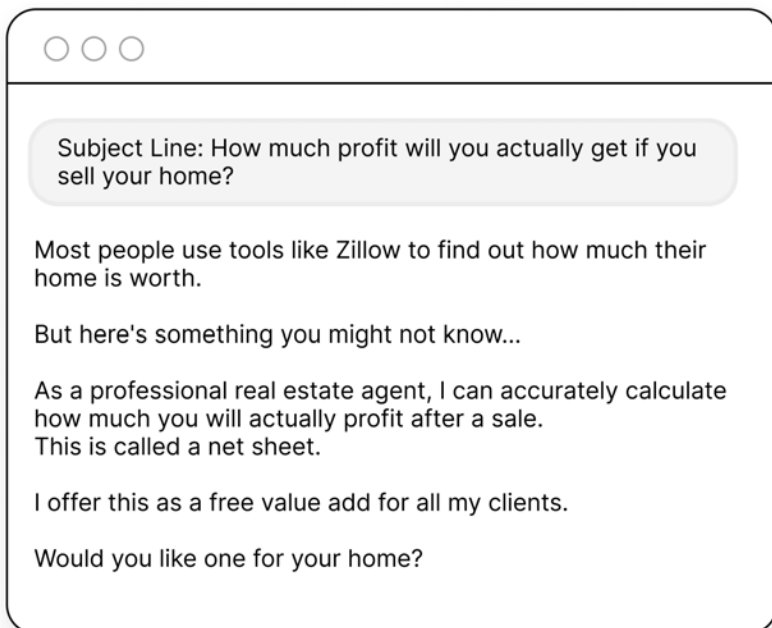 Subject Line: How much profit will you actually get if you
sell your home?
Most people use tools like Zillow to find out how much their
home is worth.
But here's something you might not know...
As a professional real estate agent, I can accurately calculate
how much you will actually profit after a sale.
This is called a net sheet.
I offer this as a free value add for all my clients.
Would you like one for your home?